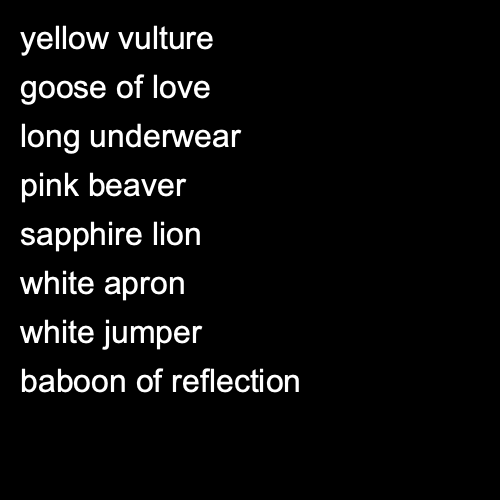 yellow vulture
goose of love
long underwear
pink beaver
sapphire lion
white apron
white jumper
baboon of reflection